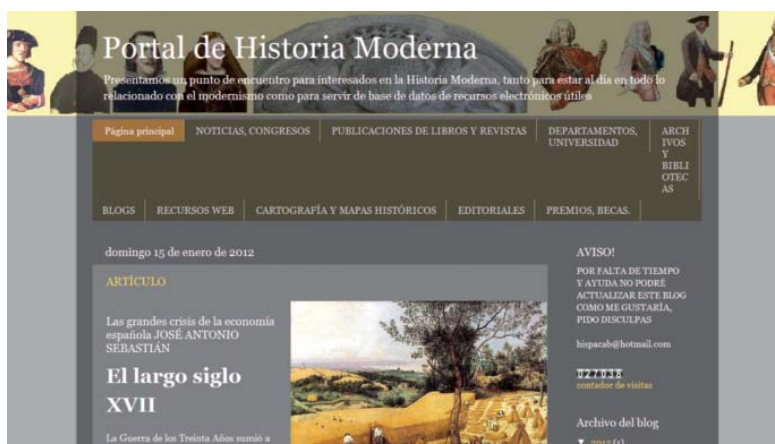 Portal de Historia Moderna
Presentamos un punto de encuentro para interesados en la Historia Moderna, tanto para estar al día en todo lo
relacionado con el modernismo como para servir de base de datos de recursos electrónicos útiles
Página principal
NOTICIAS, CONGRESOS
PUBLICACIONES DE LIBROS Y REVISTAS
DEPARTAMENTOS,
UNIVERSIDAD
ARCH
IVOS
Y
BIBLI
OTEC
AS
BLOGS
RECURSOS WEB
CARTOGRAFÍA Y MAPAS HISTÓRICOS
EDITORIALES
PREMIOS, BECAS.
domingo 15 de enero de 2012
ARTÍCULO
Las grandes crisis de la economía
española JOSÉ ANTONIO
SEBASTIÁN
El largo siglo
XVII
La Guerra de los Treinta Años sumió a
AVISO!
POR FALTA DE TIEMPO
Y AYUDA NO PODRÉ
ACTUALIZAR ESTE BLOG
COMO ME GUSTARÍA,
PIDO DISCULPAS
hispacab@hotmail.com
027038
contador de visitas
Archivo del blog
▼ 2012 (1)